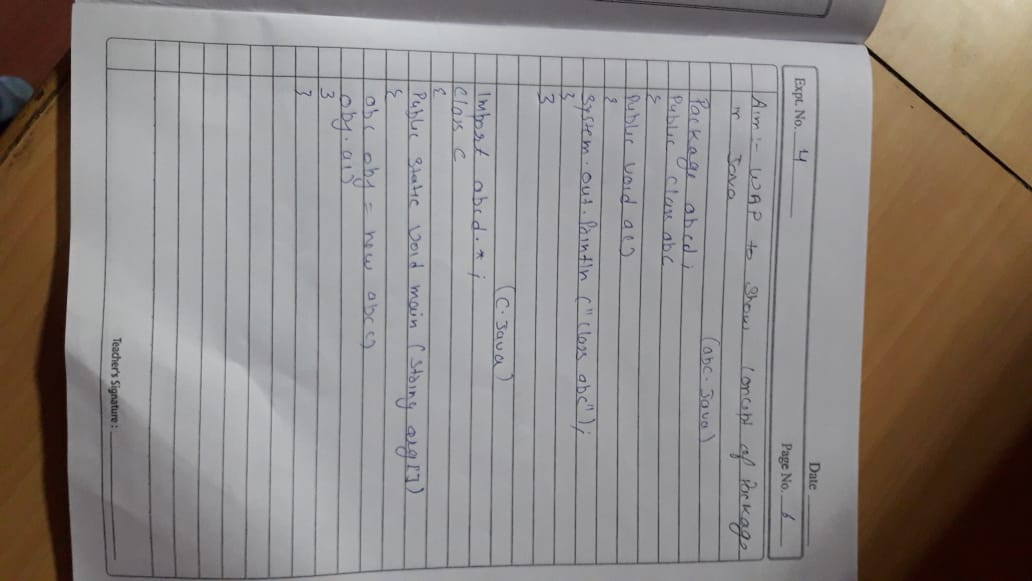 Date
Expt. No. 4
Page No. 6
Aim :- WAP to show concept of Package
in Java
(abc.Java)
Package abcd;
Public class abc
{
Public void a()
{
System.out.Println ("class abc");
}
}
(c.Java)
Import abcd.*;
Class c
{
Public static void main (String arg[])
{
abc obj = new abc()
obj.a()
}
}
Teacher's Signature :